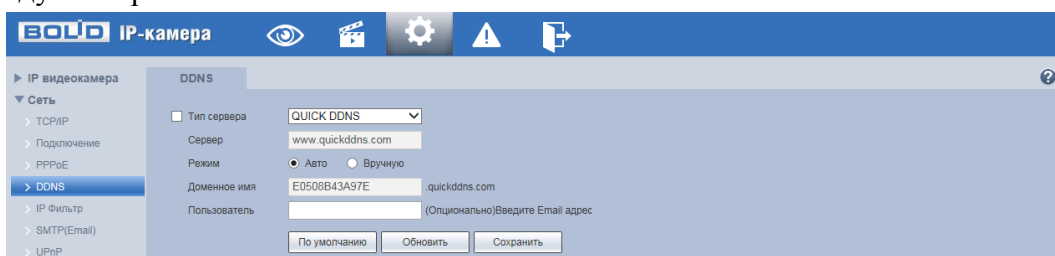 BOLID IP-камера
IP видеокамера
DDNS
Сеть
TCP/IP
Тип сервера
QUICK DDNS
Подключение
Сервер
www.quickddns.com
PPPoE
Режим
Авто
Вручную
DDNS
Доменное имя
E0508B43A97E
.quickddns.com
IP Фильтр
Пользователь
(Опционально)Введите Email адрес
SMTP(Email)
По умолчанию
Обновить
Сохранить
UPnP